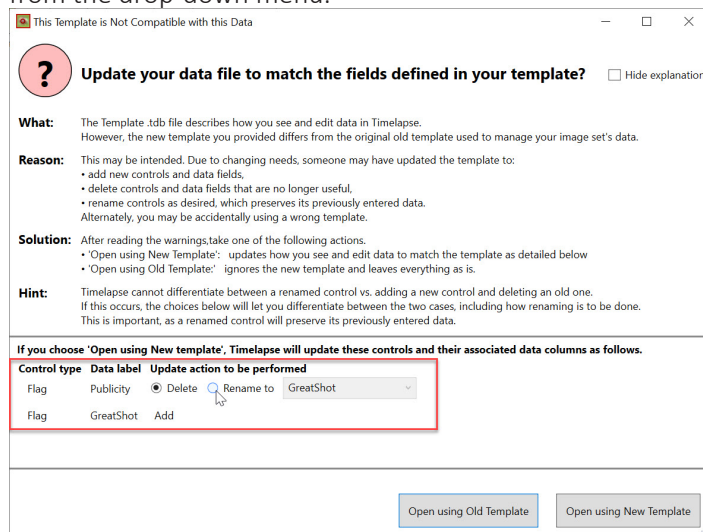 from the drop-down menu.
This Template is Not Compatible with this Data
? Update your data file to match the fields defined in your template? Hide explanation
What: The Template .tdb file describes how you see and edit data in Timelapse.
However, the new template you provided differs from the original old template used to manage your image set's data.
Reason: This may be intended. Due to changing needs, someone may have updated the template to:
• add new controls and data fields,
• delete controls and data fields that are no longer useful,
• rename controls as desired, which preserves its previously entered data.
Alternately, you may be accidentally using a wrong template.
Solution: After reading the warnings,take one of the following actions.
• 'Open using New Template': updates how you see and edit data to match the template as detailed below
• 'Open using Old Template:' ignores the new template and leaves everything as is.
Hint: Timelapse cannot differentiate between a renamed control vs. adding a new control and deleting an old one.
If this occurs, the choices below will let you differentiate between the two cases, including how renaming is to be done.
This is important, as a renamed control will preserve its previously entered data.
If you choose 'Open using New template', Timelapse will update these controls and their associated data columns as follows.
Control type Data label Update action to be performed
Flag Publicity Delete Rename to GreatShot
Flag GreatShot Add
Open using Old Template Open using New Template